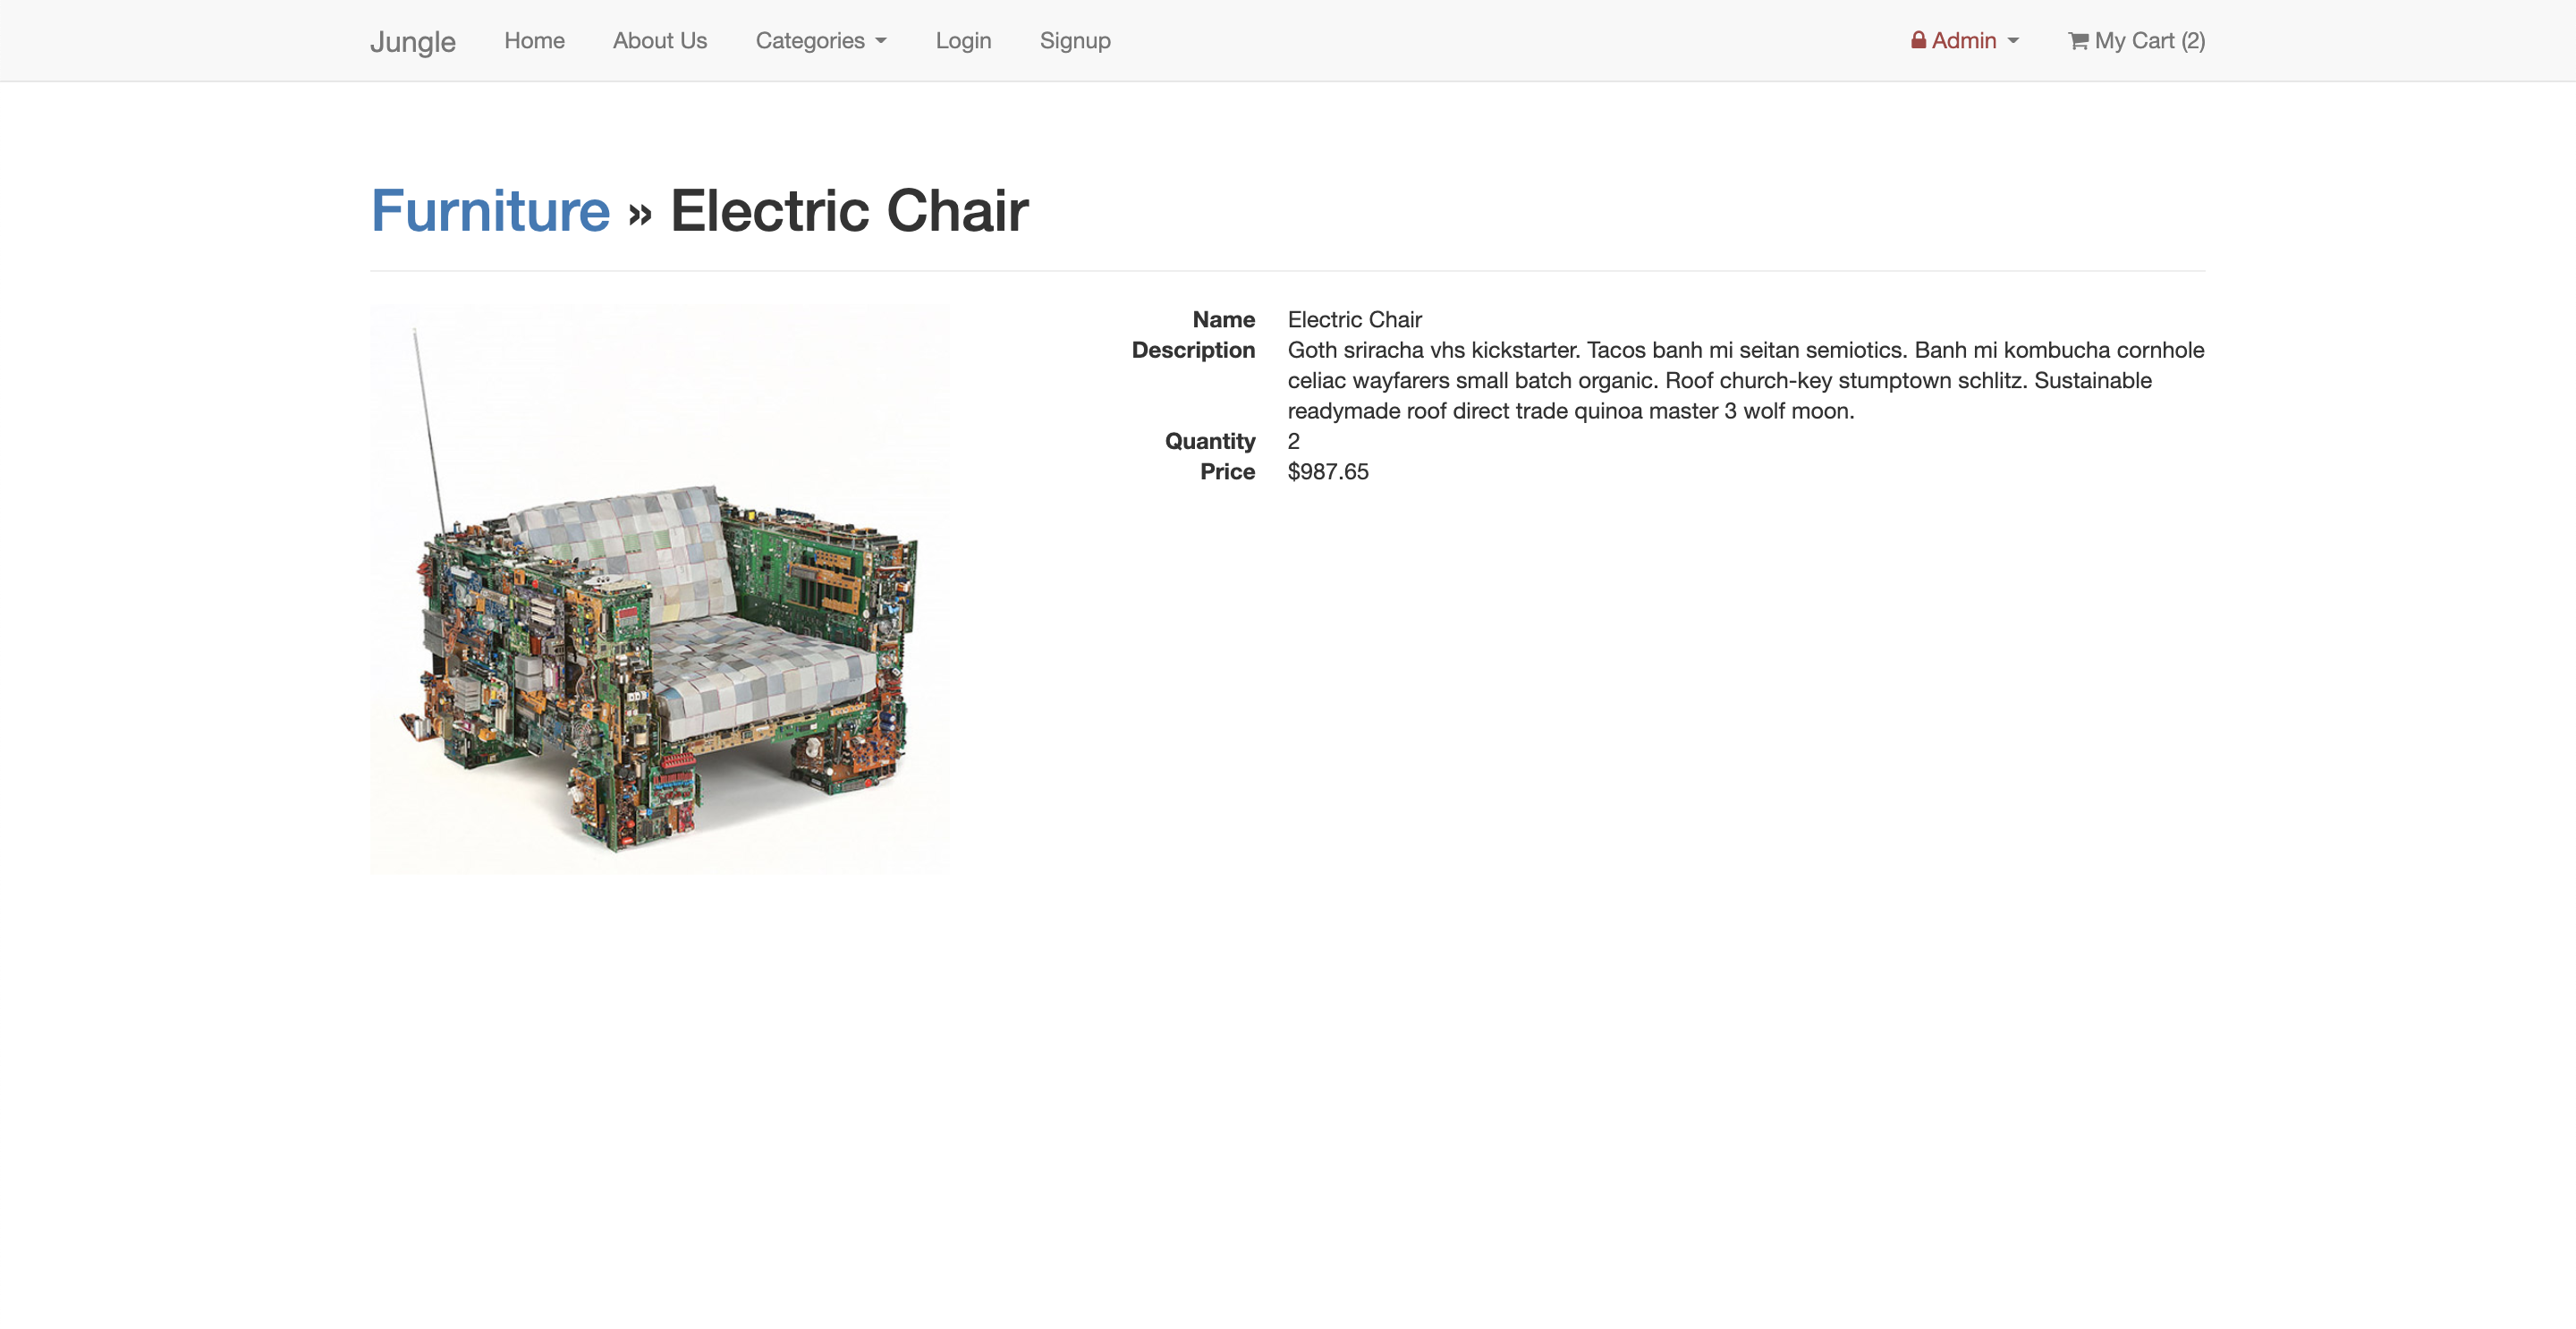 Jungle Home About Us Categories Login Signup Admin My Cart (2)
Furniture » Electric Chair
Name Electric Chair
Description Goth sriracha vhs kickstarter. Tacos banh mi seitan semiotics. Banh mi kombucha cornhole
celiac wayfarers small batch organic. Roof church-key stumptown schlitz. Sustainable
readymade roof direct trade quinoa master 3 wolf moon.
Quantity 2
Price $987.65